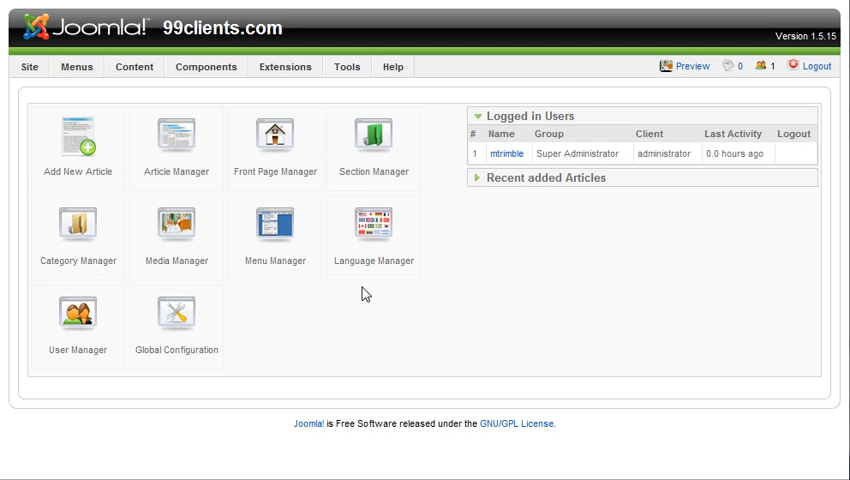 Joomla! 99clients.com
Version 1.5.15
Site Menus Content Components Extensions Tools Help Preview 0 1 Logout
Add New Article Article Manager Front Page Manager Section Manager
Category Manager Media Manager Menu Manager Language Manager
User Manager Global Configuration
Logged in Users
# Name Group Client Last Activity Logout
1 mtrimble Super Administrator administrator 0.0 hours ago
Recent added Articles
Joomla! is Free Software released under the GNU/GPL License.